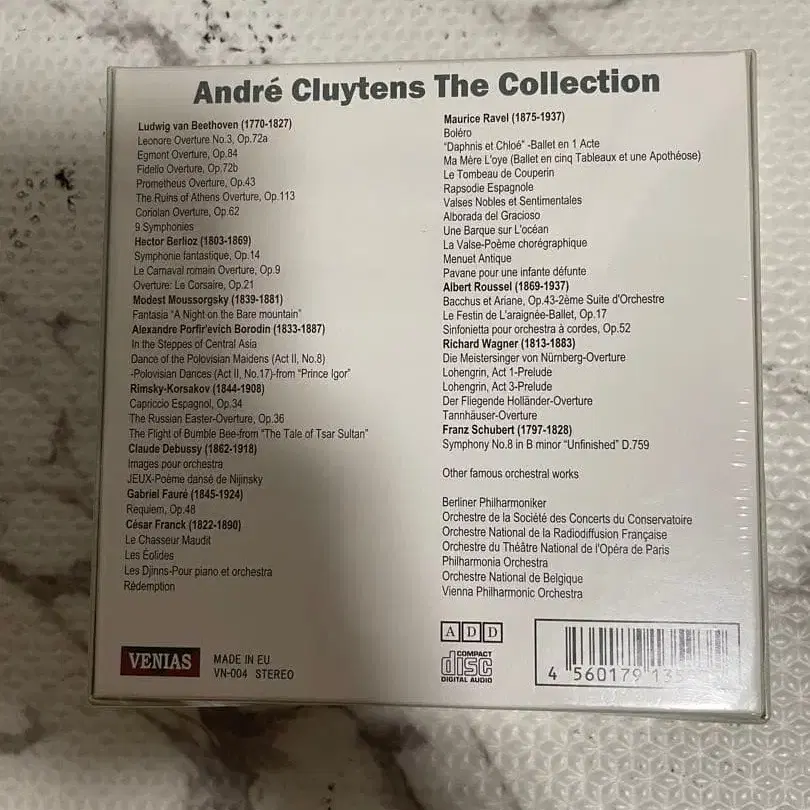 André Cluytens The Collection
Ludwig van Beethoven (1770-1827)
Leonore Overture No.3, Op.72a
Egmont Overture, Op.84
Fidelio Overture, Op.72b
Prometheus Overture, Op.43
The Ruins of Athens Overture, Op.113
Coriolan Overture, Op.62
9 Symphonies
Hector Berlioz (1803-1869)
Symphonie fantastique, Op.14
Le Carnaval romain Overture, Op.9
Overture: Le Corsaire, Op.21
Modest Moussorgsky (1839-1881)
Fantasia “A Night on the Bare mountain”
Alexandre Porfir'evich Borodin (1833-1887)
In the Steppes of Central Asia
Dance of the Polovisian Maidens (Act II, No.8)
-Polovisian Dances (Act II, No.17)-from “Prince Igor”
Rimsky-Korsakov (1844-1908)
Capriccio Espagnol, Op.34
The Russian Easter-Overture, Op.36
The Flight of Bumble Bee-from “The Tale of Tsar Sultan”
Claude Debussy (1862-1918)
Images pour orchestra
JEUX-Poème dansé de Nijinsky
Gabriel Fauré (1845-1924)
Requiem, Op.48
César Franck (1822-1890)
Le Chasseur Maudit
Les Éolides
Les Djinns-Pour piano et orchestra
Rédemption
Maurice Ravel (1875-1937)
Boléro
“Daphnis et Chloé” -Ballet en 1 Acte
Ma Mère L'oye (Ballet en cinq Tableaux et une Apothéose)
Le Tombeau de Couperin
Rapsodie Espagnole
Valses Nobles et Sentimentales
Alborada del Gracioso
Une Barque sur L'océan
La Valse-Poême chorégraphique
Menuet Antique
Pavane pour une infante défunte
Albert Roussel (1869-1937)
Bacchus et Ariane, Op.43-2ème Suite d'Orchestre
Le Festin de L'araignée-Ballet, Op.17
Sinfonietta pour orchestra à cordes, Op.52
Richard Wagner (1813-1883)
Die Meistersinger von Nürnberg-Overture
Lohengrin, Act 1-Prelude
Lohengrin, Act 3-Prelude
Der Fliegende Holländer-Overture
Tannhäuser-Overture
Franz Schubert (1797-1828)
Symphony No.8 in B minor “Unfinished” D.759
Other famous orchestral works
Berliner Philharmoniker
Orchestre de la Société des Concerts du Conservatoire
Orchestre National de la Radiodiffusion Française
Orchestre du Théâtre National de l'Opéra de Paris
Philharmonia Orchestra
Orchestre National de Belgique
Vienna Philharmonic Orchestra
VENIAS
MADE IN EU
VN-004 STEREO
A D D
COMPACT
disc
DIGITAL AUDIO
4 560179